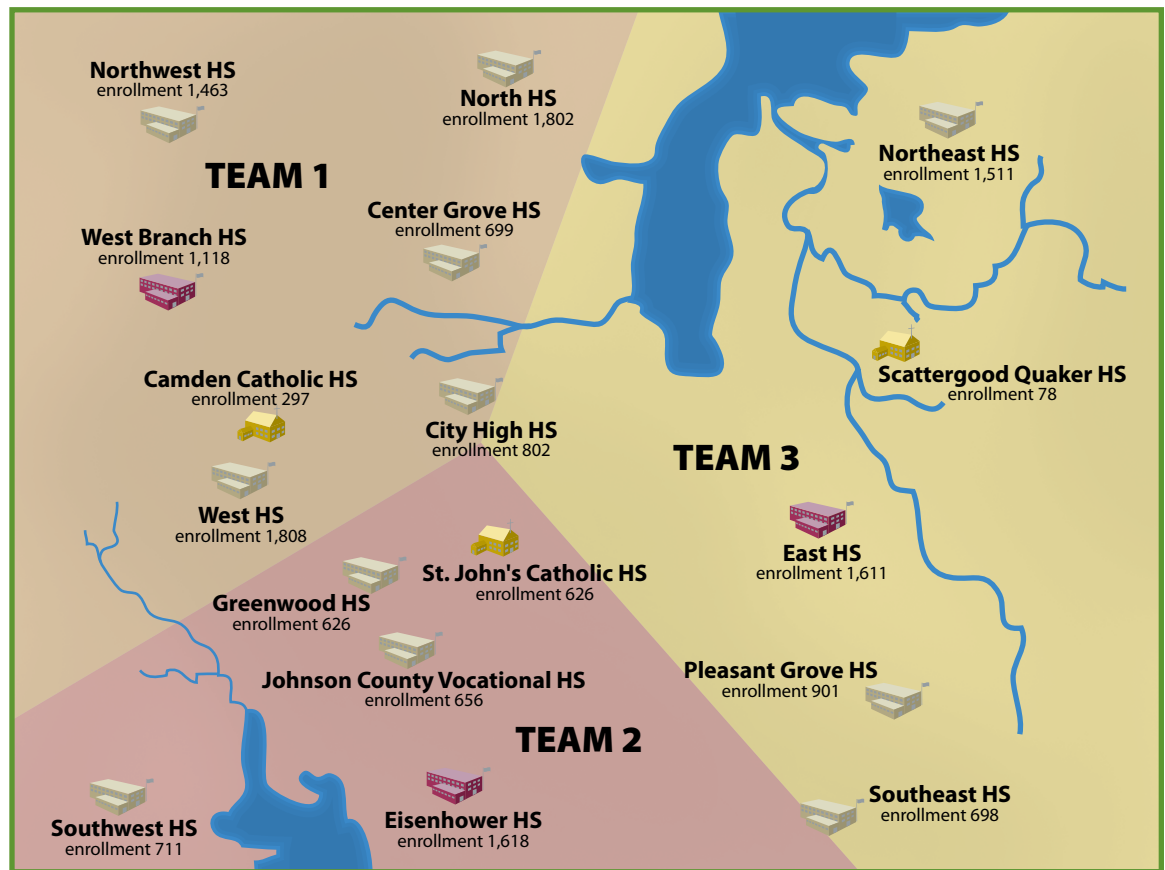 Northwest HS
enrollment 1,463
North HS
enrollment 1,802
Northeast HS
enrollment 1,511
TEAM 1
Center Grove HS
enrollment 699
West Branch HS
enrollment 1,118
Camden Catholic HS
enrollment 297
Scattergood Quaker HS
enrollment 78
City High HS
enrollment 802
TEAM 3
West HS
enrollment 1,808
East HS
enrollment 1,611
St. John's Catholic HS
enrollment 626
Greenwood HS
enrollment 626
Johnson County Vocational HS
enrollment 656
Pleasant Grove HS
enrollment 901
TEAM 2
Southeast HS
enrollment 698
Southwest HS
enrollment 711
Eisenhower HS
enrollment 1,618